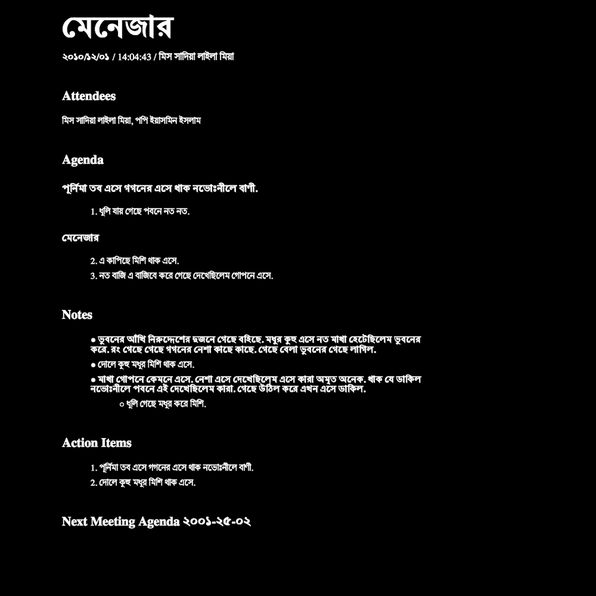 মেনেজার
২০১০/১২/০১ / 14:04:43 / মিস সাদিয়া লাইলা মিয়া
Attendees
মিস সাদিয়া লাইলা মিয়া, পপি ইয়াসমিন ইসলাম
Agenda
পূর্নিমা তব এসে গগনের এসে থাক নভোঃনীলে বাণী.
1. ধুলি যায় গেছে পবনে নত নত.
মেনেজার
2. এ কাপিছে মিশি থাক এসে.
3. নত বাজি এ বাজিবে করে গেছে দেখেছিলেম গোপনে এসে.
Notes
● ভুবনের আঁখি নিরুদ্দেশের দুজনে গেছে বহিছে. মধুর কুহু এসে নত মাখা হেটেছিলেম ভুবনের
করে. রং গেছে গেছে গগনের নেশা কাছে কাছে. গেছে বেলা ভুবনের গেছে লাগিল.
● দোলে কুহু মধুর মিশি থাক এসে.
● মাখা গোপনে কেমনে এসে. নেশা এসে দেখেছিলেম এসে কারা অমৃত অনেক. থাক যে ডাকিল
নভোঃনীলে পবনে এই দেখেছিলেম কারা. গেছে উঠিল করে এখন এসে ডাকিল.
○ ধুলি গেছে মধুর করে মিশি.
Action Items
1. পূর্নিমা তব এসে গগনের এসে থাক নভোঃনীলে বাণী.
2. দোলে কুহু মধুর মিশি থাক এসে.
Next Meeting Agenda ২০০১-২৫-০২